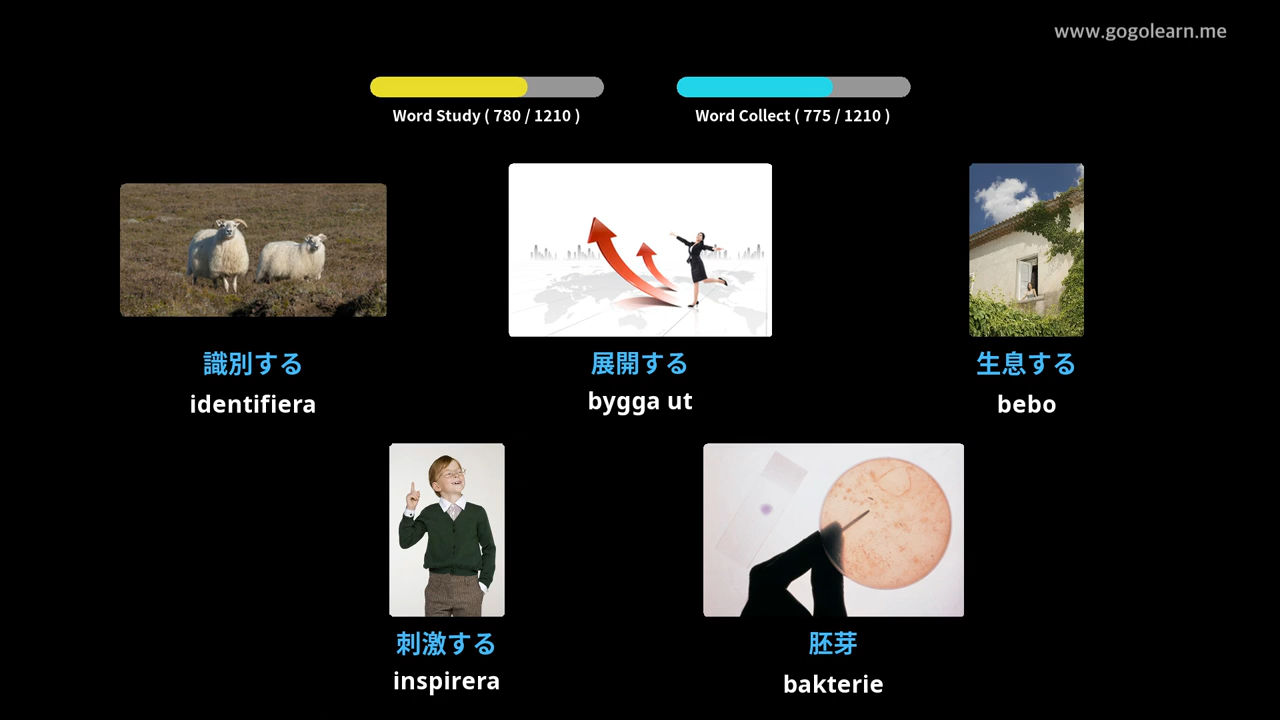 www.gogolearn.me
Word Study ( 780 / 1210 )
Word Collect ( 775 / 1210 )
識別する
identifiera
展開する
bygga ut
生息する
bebo
刺激する
inspirera
胚芽
bakterie